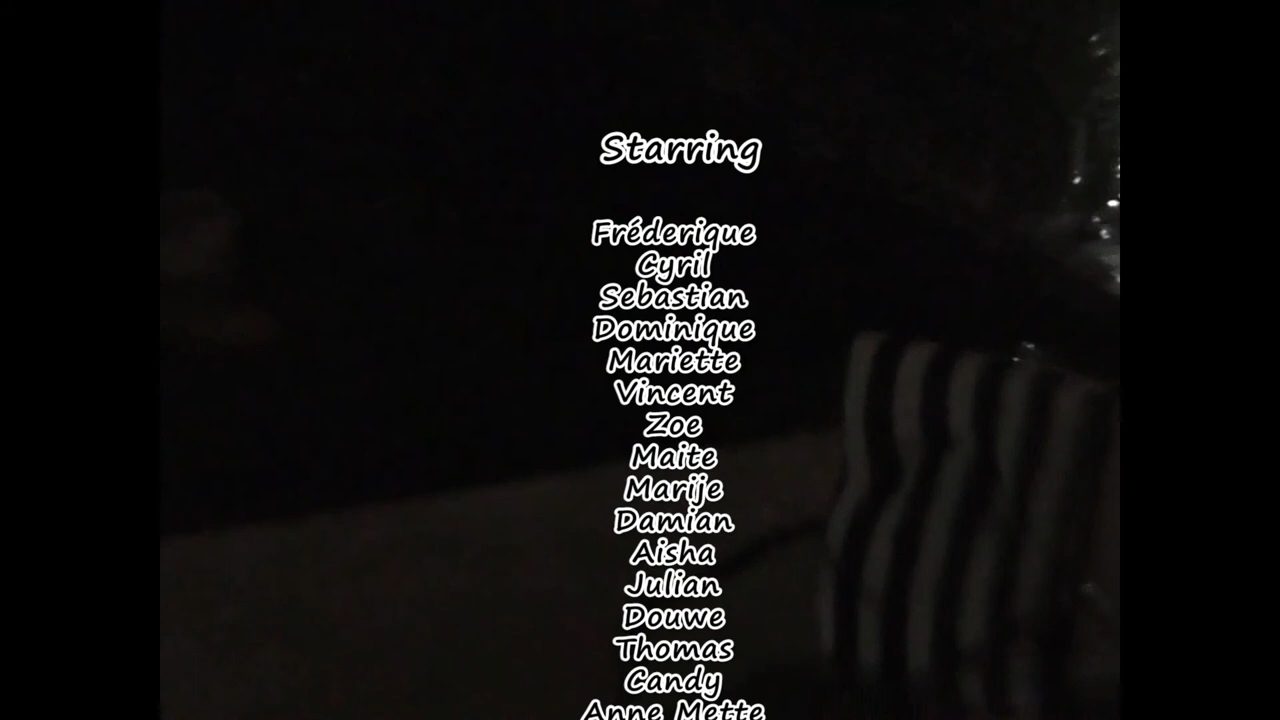 Starring
Fréderique
Cyril
Sebastian
Dominique
Mariette
Vincent
Zoe
Maite
Marije
Damian
Aisha
Julian
Douwe
Thomas
Candy
Anne Mette